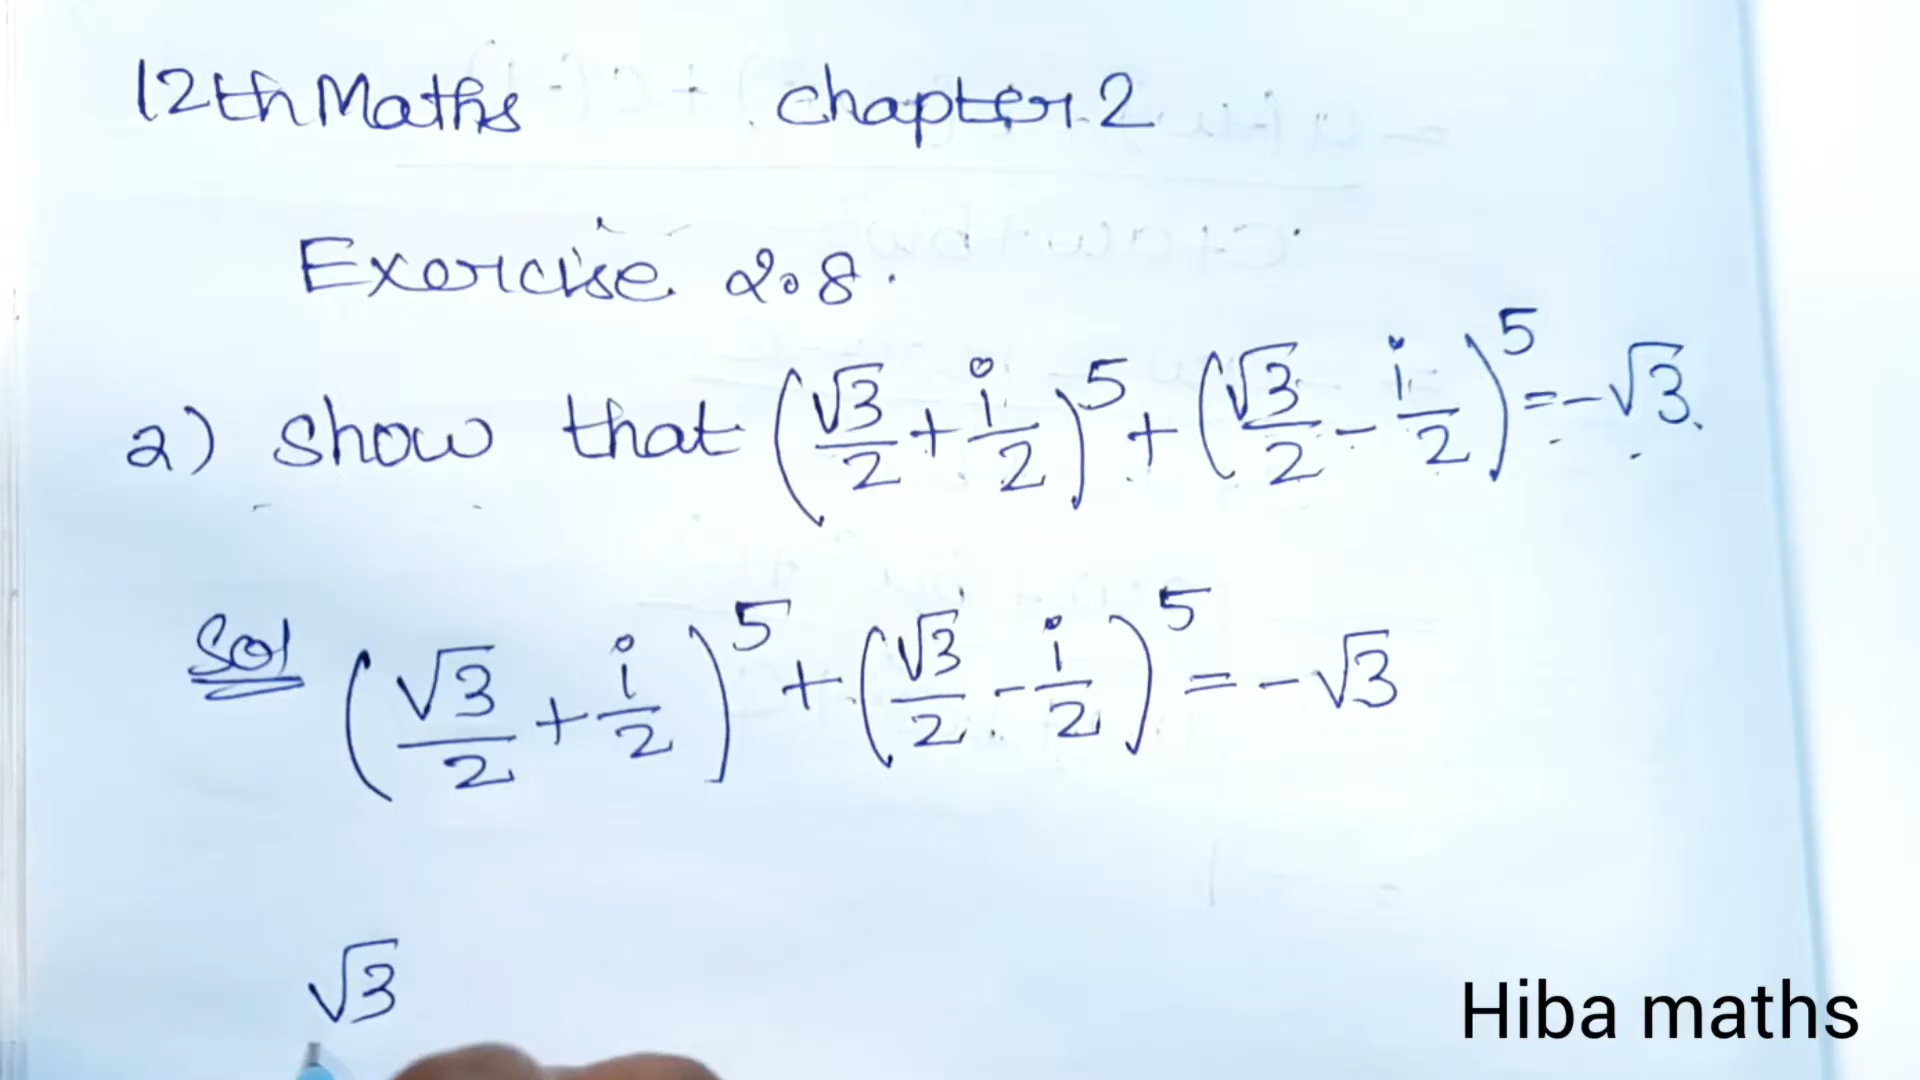 12th Maths chapter 2
Exercise 2.8.
2) show that (√3/2 + i/2)^5 + (√3/2 - i/2)^5 = -√3.
Sol (√3/2 + i/2)^5 + (√3/2 - i/2)^5 = -√3
√3
Hiba maths